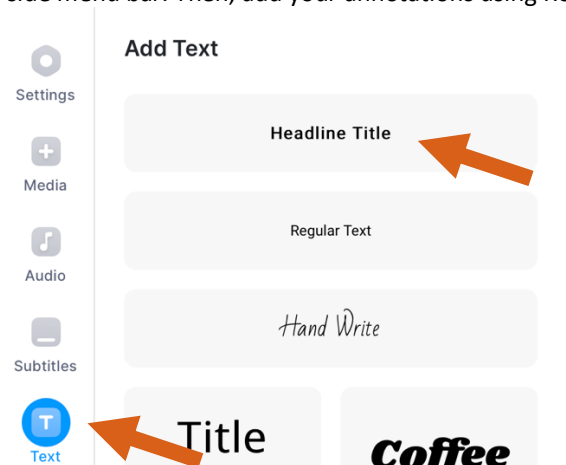 Add Text
Settings
Headline Title
Media
Regular Text
Audio
Hand Write
Subtitles
Title
Coffee
T
Text